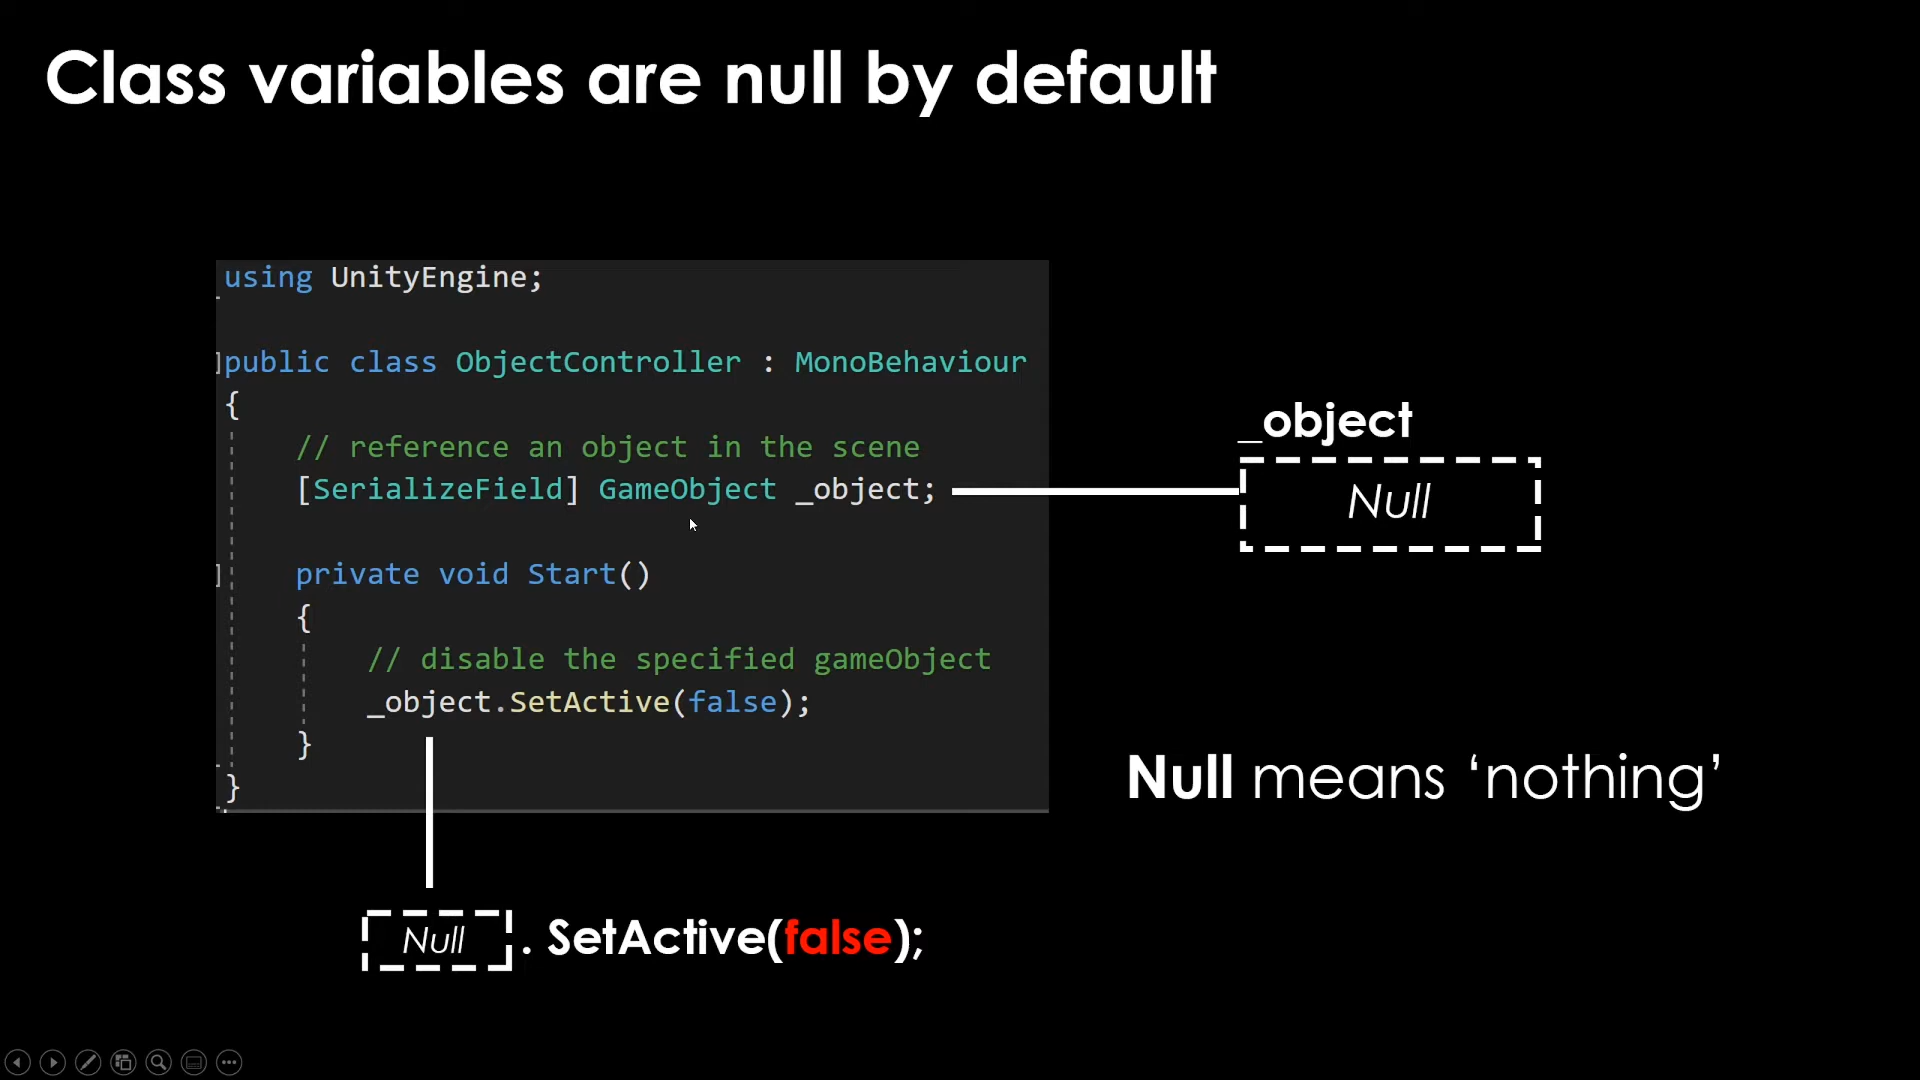 Class variables are null by default
using UnityEngine;
public class ObjectController : MonoBehaviour
{
// reference an object in the scene
[SerializeField] GameObject _object;
private void Start()
{
// disable the specified gameObject
_object.SetActive(false);
}
}
_object
Null
Null means ‘nothing’
Null . SetActive(false);